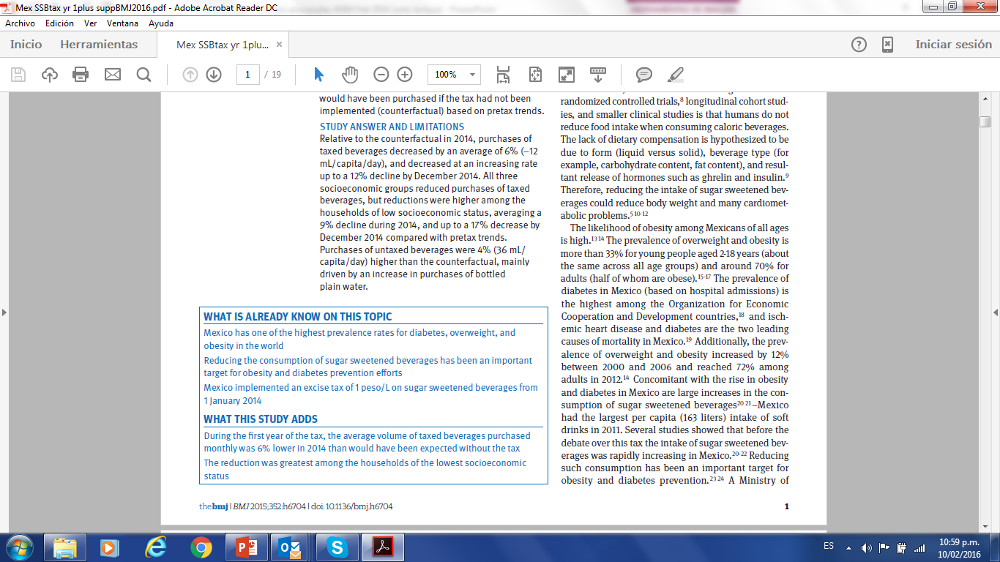 Mex SSBtax yr 1plus suppBMJ2016.pdf - Adobe Acrobat Reader DC
Archivo Edición Ver Ventana Ayuda
Inicio Herramientas Mex SSBtax yr 1plu... × Iniciar sesión
1 / 19 100%
would have been purchased if the tax had not been
implemented (counterfactual) based on pretax trends.
STUDY ANSWER AND LIMITATIONS
Relative to the counterfactual in 2014, purchases of
taxed beverages decreased by an average of 6% (−12
mL/capita/day), and decreased at an increasing rate
up to a 12% decline by December 2014. All three
socioeconomic groups reduced purchases of taxed
beverages, but reductions were higher among the
households of low socioeconomic status, averaging a
9% decline during 2014, and up to a 17% decrease by
December 2014 compared with pretax trends.
Purchases of untaxed beverages were 4% (36 mL/
capita/day) higher than the counterfactual, mainly
driven by an increase in purchases of bottled
plain water.
WHAT IS ALREADY KNOW ON THIS TOPIC
Mexico has one of the highest prevalence rates for diabetes, overweight, and
obesity in the world
Reducing the consumption of sugar sweetened beverages has been an important
target for obesity and diabetes prevention efforts
Mexico implemented an excise tax of 1 peso/L on sugar sweetened beverages from
1 January 2014
WHAT THIS STUDY ADDS
During the first year of the tax, the average volume of taxed beverages purchased
monthly was 6% lower in 2014 than would have been expected without the tax
The reduction was greatest among the households of the lowest socioeconomic
status
randomized controlled trials,8 longitudinal cohort stud-
ies, and smaller clinical studies is that humans do not
reduce food intake when consuming caloric beverages.
The lack of dietary compensation is hypothesized to be
due to form (liquid versus solid), beverage type (for
example, carbohydrate content, fat content), and resul-
tant release of hormones such as ghrelin and insulin.9
Therefore, reducing the intake of sugar sweetened bev-
erages could reduce body weight and many cardiomet-
abolic problems.5 10-12
The likelihood of obesity among Mexicans of all ages
is high.13 14 The prevalence of overweight and obesity is
more than 33% for young people aged 2-18 years (about
the same across all age groups) and around 70% for
adults (half of whom are obese).15-17 The prevalence of
diabetes in Mexico (based on hospital admissions) is
the highest among the Organization for Economic
Cooperation and Development countries,18 and isch-
emic heart disease and diabetes are the two leading
causes of mortality in Mexico.19 Additionally, the prev-
alence of overweight and obesity increased by 12%
between 2000 and 2006 and reached 72% among
adults in 2012.14 Concomitant with the rise in obesity
and diabetes in Mexico are large increases in the con-
sumption of sugar sweetened beverages20 21–Mexico
had the largest per capita (163 liters) intake of soft
drinks in 2011. Several studies showed that before the
debate over this tax the intake of sugar sweetened bev-
erages was rapidly increasing in Mexico.20-22 Reducing
such consumption has been an important target for
obesity and diabetes prevention.23 24 A Ministry of
thebmj | BMJ 2015;352:h6704 | doi: 10.1136/bmj.h6704 1
ES 10:59 p.m.
10/02/2016